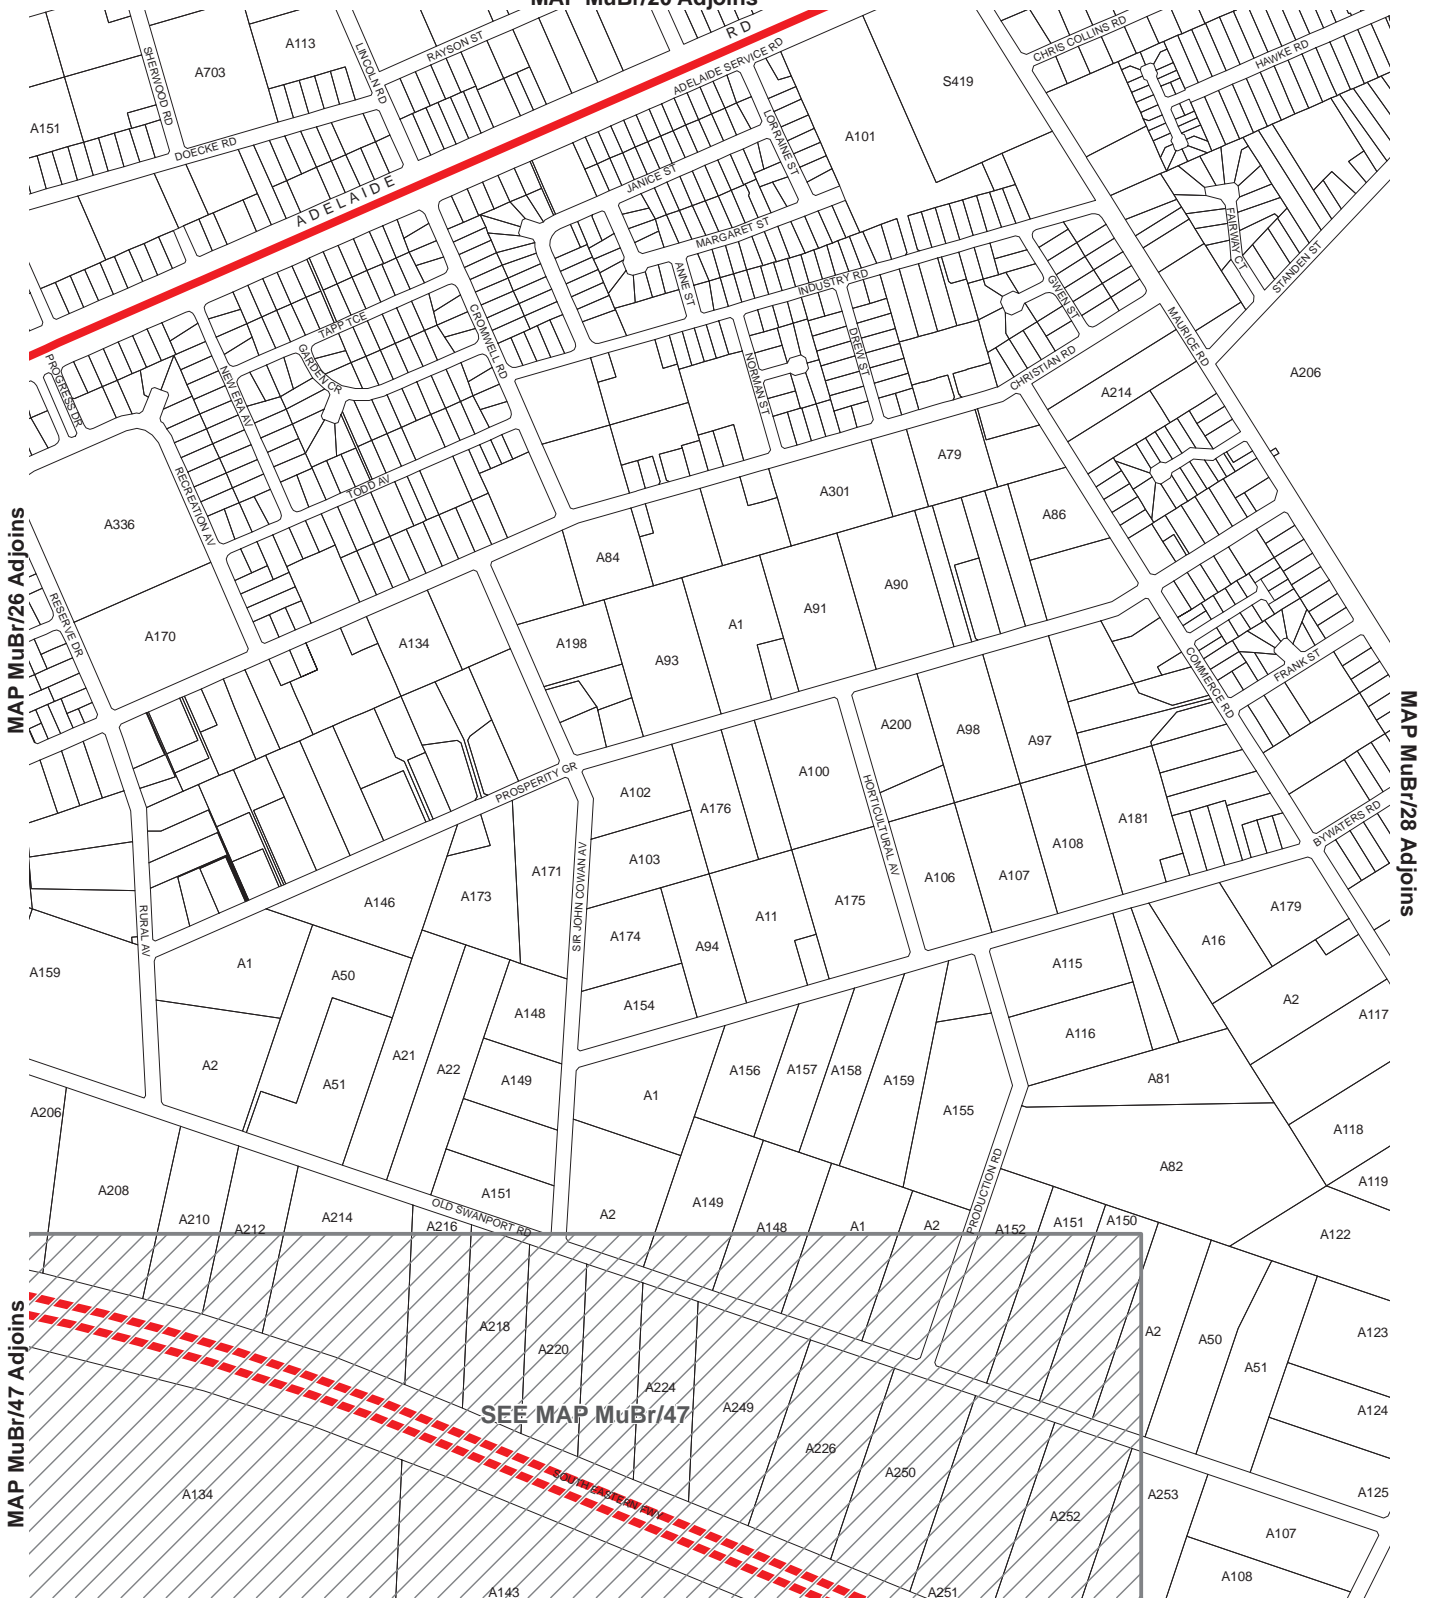 MAP MuBr/20 Adjoins
SHERWOOD RD
A113
LINCOLN RD
RAYSON ST
RD
ADELAIDE SERVICE RD
CHRIS COLLINS RD
HAWKE RD
A703
S419
A151
DOECKE RD
LORRAINE ST
A101
ADELAIDE
JANICE ST
MARGARET ST
FAIRWAY CT
STANDEN ST
ANNE ST
INDUSTRY RD
GWEN ST
CROMWELL RD
TAPP TCE
GARDEN CR
PROGRESS DR
NEW ERA AV
NORMAN ST
DREW ST
CHRISTIAN RD
MAURICE RD
A206
A214
RECREATION AV
TODD AV
A79
A301
A86
A336
MAP MuBr/26 Adjoins
A84
A90
A91
A1
RESERVE DR
A170
A134
A198
A93
COMMERCE RD
FRANK ST
MAP MuBr/28 Adjoins
A200
A98
A97
A100
A102
A176
PROSPERITY GR
HORTICULTURAL AV
A181
BYWATERS RD
A108
A103
A171
SIR JOHN COWAN AV
A106
A107
A146
A173
A175
A11
A179
RURAL AV
A174
A94
A16
A159
A1
A50
A115
A154
A148
A2
A117
A116
A21
A2
A51
A22
A149
A1
A156
A157
A158
A159
A81
A155
A206
A118
PRODUCTION RD
A82
A208
A151
A149
A119
OLD SWANPORT RD
A210
A212
A214
A216
A2
A148
A1
A2
A152
A151
A150
A122
MAP MuBr/47 Adjoins
A218
A220
A224
A249
A2
A50
A51
A123
SEE MAP MuBr/47
A124
A226
A250
A134
SOUTH EASTERN FWY
A252
A253
A125
A107
A108
A143
A251